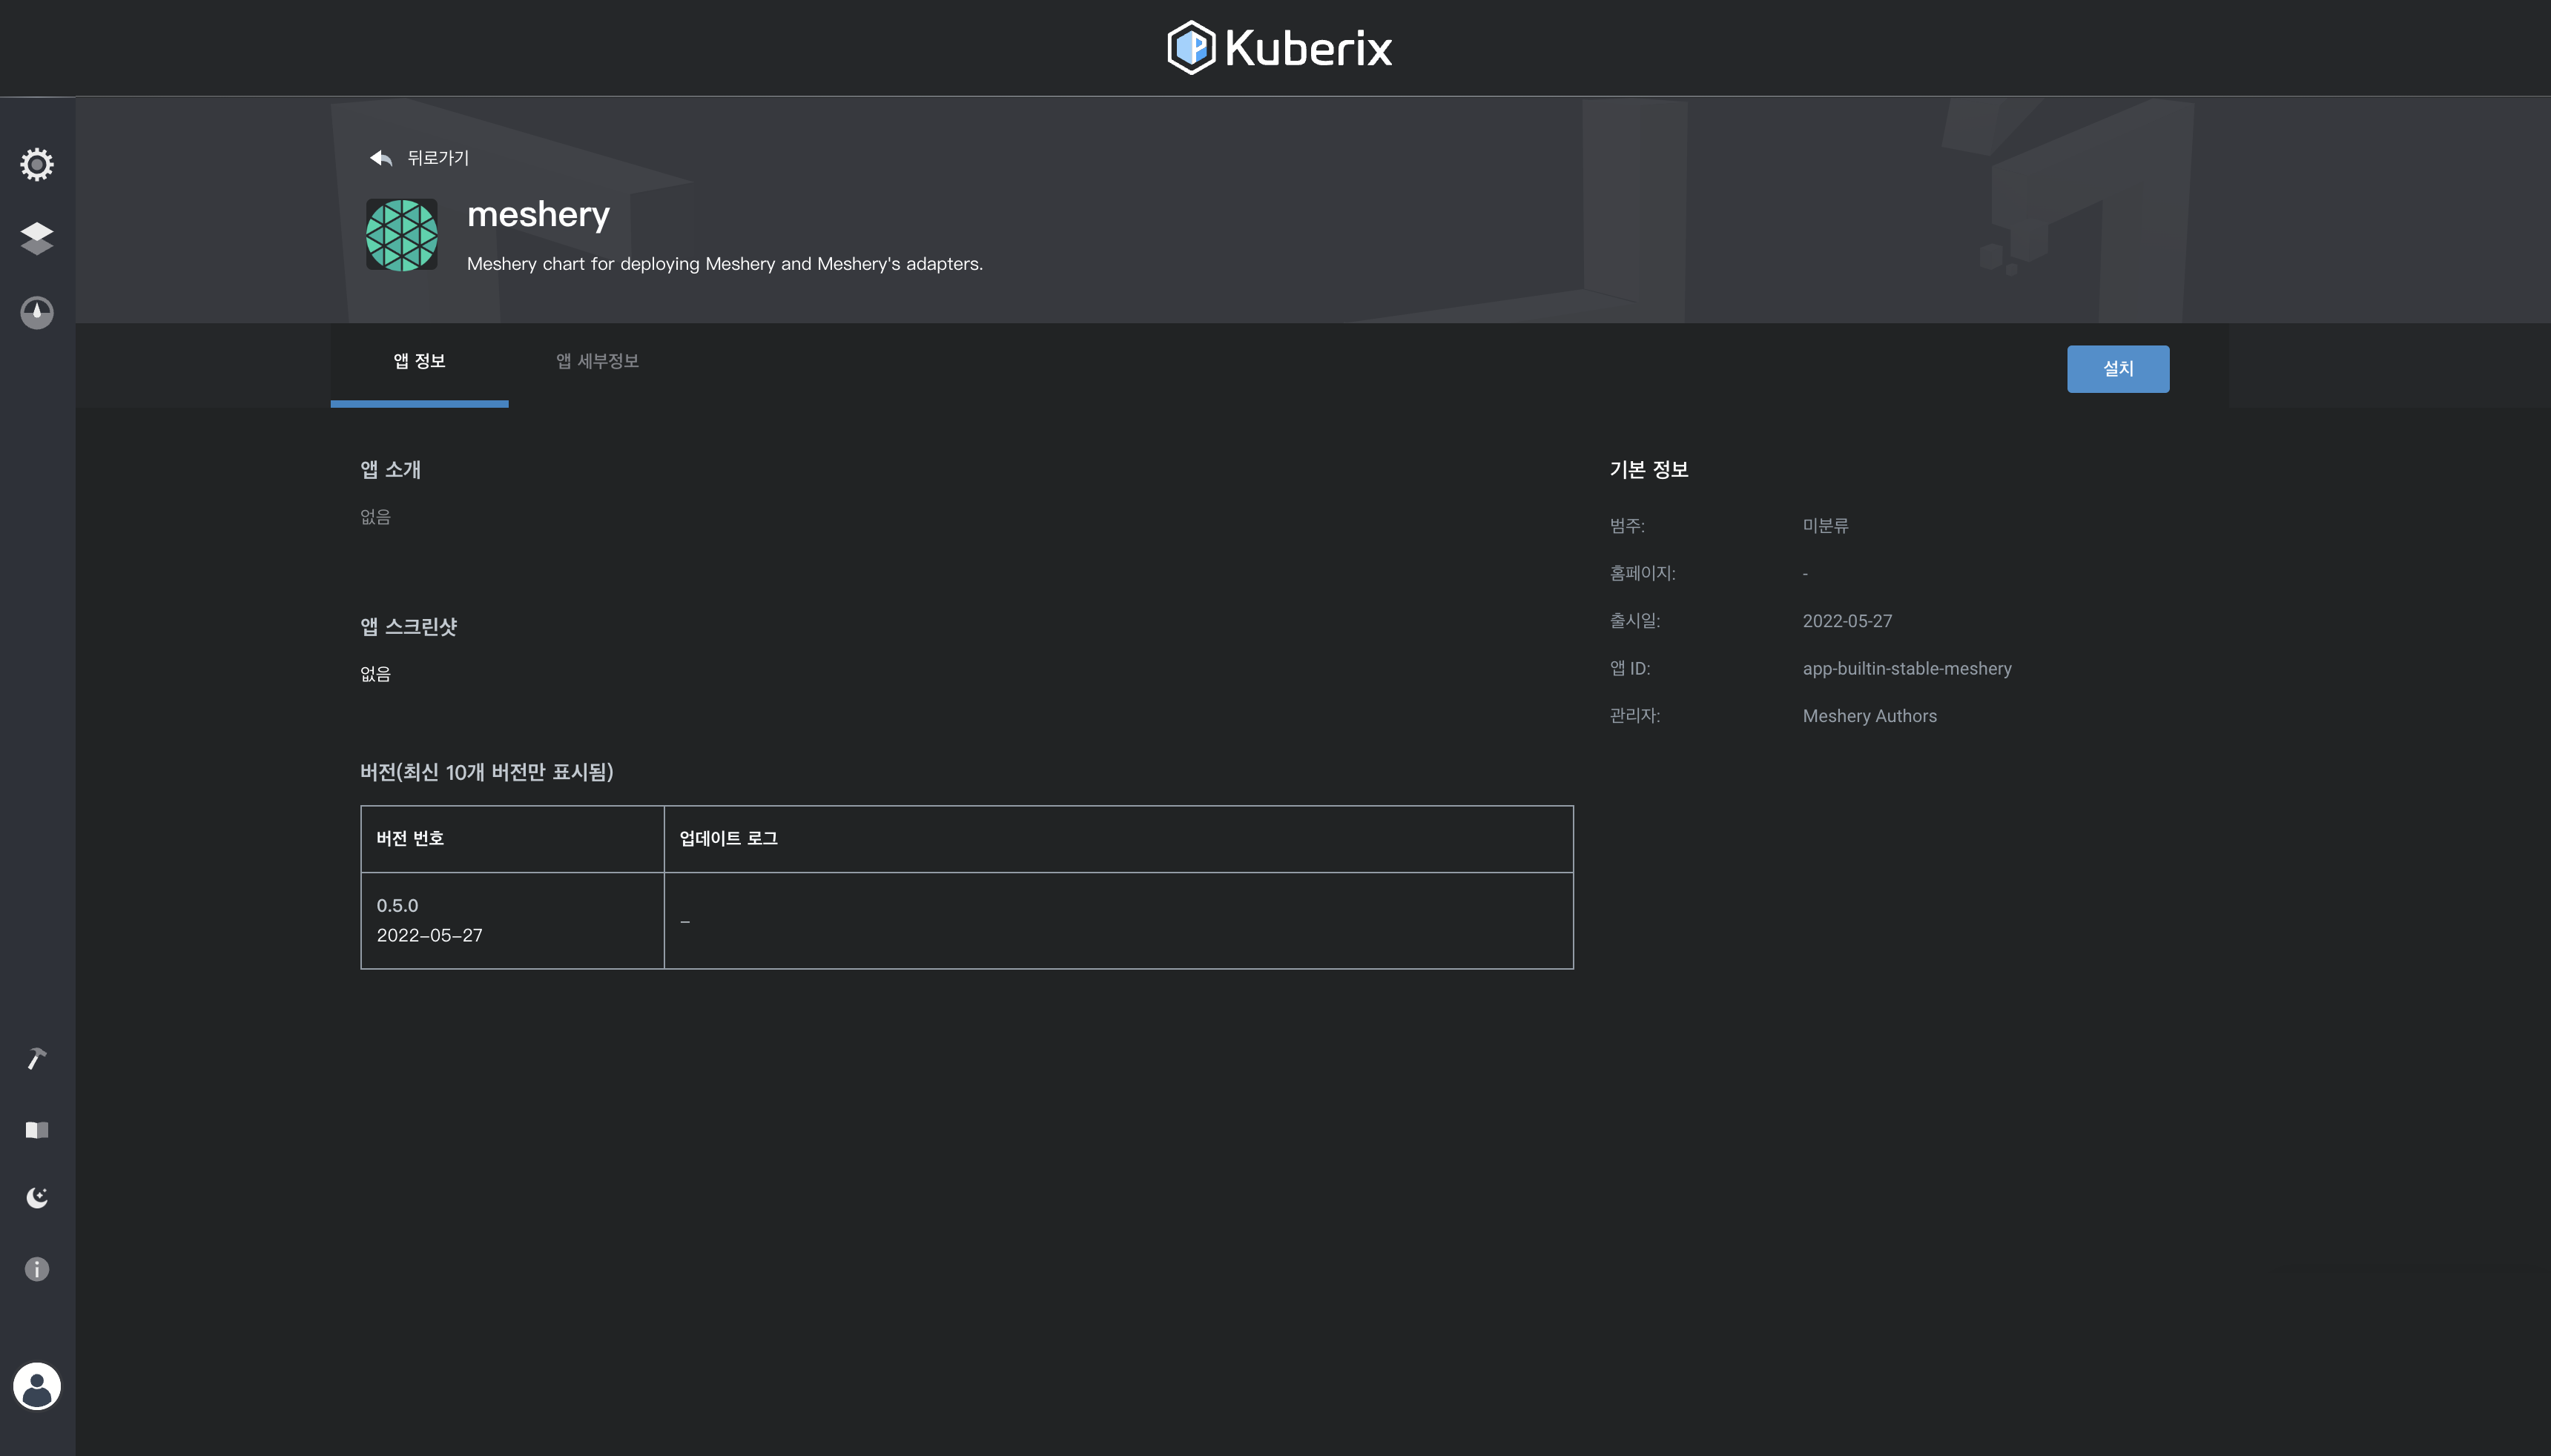 Kuberix
뒤로가기
meshery
Meshery chart for deploying Meshery and Meshery's adapters.
앱 정보
앱 세부정보
설치
앱 소개
없음
앱 스크린샷
없음
버전(최신 10개 버전만 표시됨)
버전 번호
업데이트 로그
0.5.0
2022-05-27
-
기본 정보
범주:
미분류
홈페이지:
-
출시일:
2022-05-27
앱 ID:
app-builtin-stable-meshery
관리자:
Meshery Authors